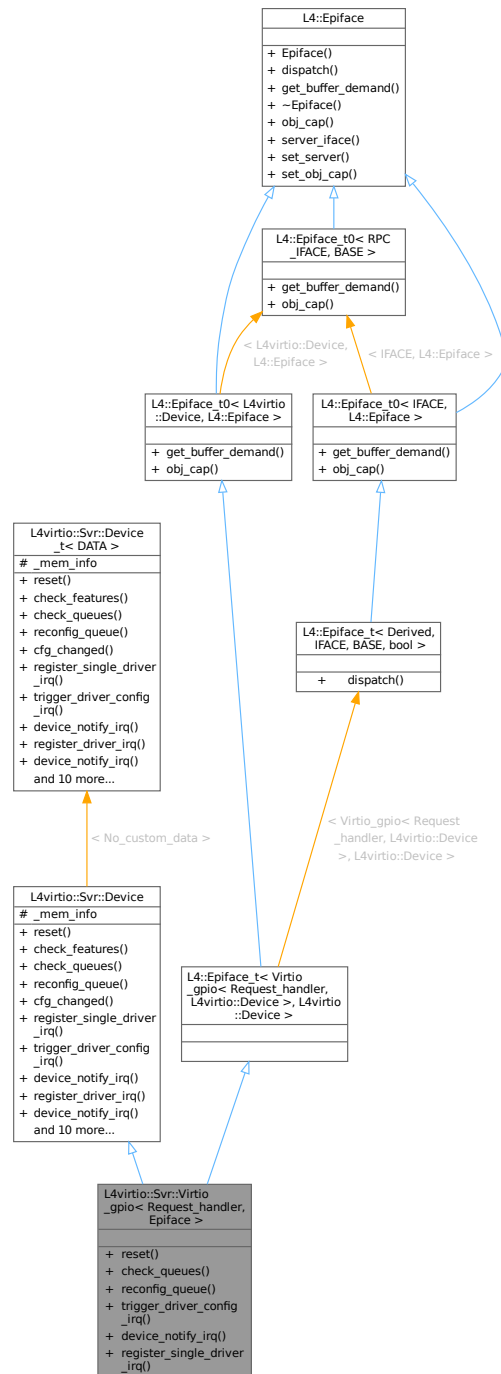 L4::Epiface
+ Epiface()
+ dispatch()
+ get_buffer_demand()
+ ~Epiface()
+ obj_cap()
+ server_iface()
+ set_server()
+ set_obj_cap()
L4::Epiface_t0< RPC
_IFACE, BASE >
+ get_buffer_demand()
+ obj_cap()
< L4virtio::Device,
L4::Epiface >
< IFACE, L4::Epiface >
L4::Epiface_t0< L4virtio
::Device, L4::Epiface >
+ get_buffer_demand()
+ obj_cap()
L4::Epiface_t0< IFACE,
L4::Epiface >
+ get_buffer_demand()
+ obj_cap()
L4virtio::Svr::Device
_t< DATA >
# _mem_info
+ reset()
+ check_features()
+ check_queues()
+ reconfig_queue()
+ cfg_changed()
+ register_single_driver
_irq()
+ trigger_driver_config
_irq()
+ device_notify_irq()
+ register_driver_irq()
+ device_notify_irq()
and 10 more...
L4::Epiface_t< Derived,
IFACE, BASE, bool >
+ dispatch()
< No_custom_data >
< Virtio_gpio< Request
_handler, L4virtio::Device
>, L4virtio::Device >
L4virtio::Svr::Device
# _mem_info
+ reset()
+ check_features()
+ check_queues()
+ reconfig_queue()
+ cfg_changed()
+ register_single_driver
_irq()
+ trigger_driver_config
_irq()
+ device_notify_irq()
+ register_driver_irq()
+ device_notify_irq()
and 10 more...
L4::Epiface_t< Virtio
_gpio< Request_handler,
L4virtio::Device >, L4virtio
::Device >
L4virtio::Svr::Virtio
_gpio< Request_handler,
Epiface >
+ reset()
+ check_queues()
+ reconfig_queue()
+ trigger_driver_config
_irq()
+ device_notify_irq()
+ register_single_driver
_irq()